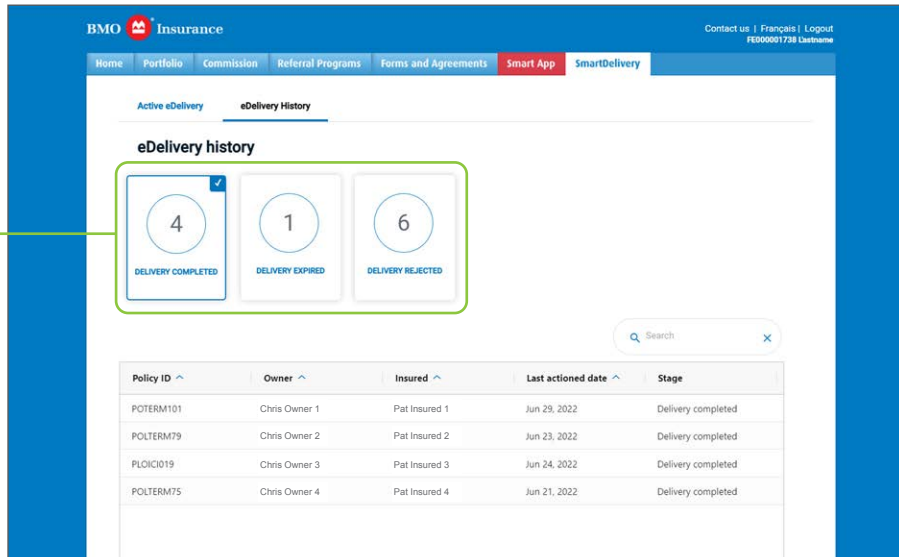 BMO Insurance
Contact us | Français | Logout
FE000001738 Lastname
Home Portfolio Commission Referral Programs Forms and Agreements Smart App SmartDelivery
Active eDelivery eDelivery History
eDelivery history
4 1 6
DELIVERY COMPLETED DELIVERY EXPIRED DELIVERY REJECTED
Search
Policy ID Owner Insured Last actioned date Stage
POTERM101 Chris Owner 1 Pat Insured 1 Jun 29, 2022 Delivery completed
POLTERM79 Chris Owner 2 Pat Insured 2 Jun 23, 2022 Delivery completed
PLOICI019 Chris Owner 3 Pat Insured 3 Jun 24, 2022 Delivery completed
POLTERM75 Chris Owner 4 Pat Insured 4 Jun 21, 2022 Delivery completed